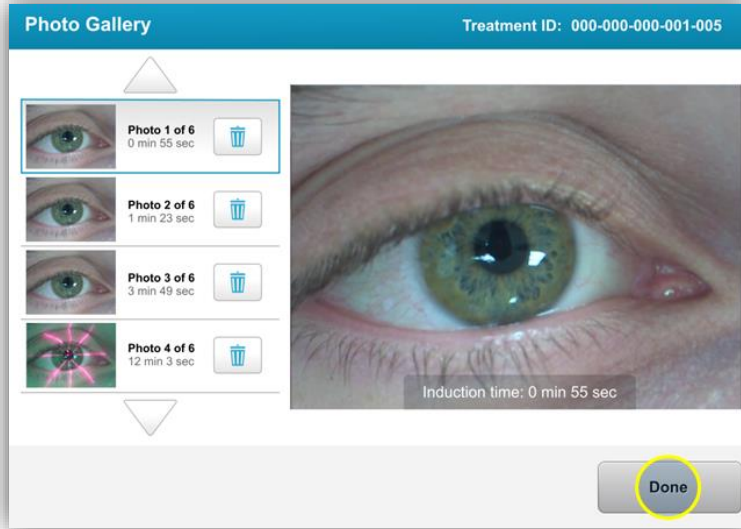 Photo Gallery
Treatment ID: 000-000-000-001-005
Photo 1 of 6
0 min 55 sec
Photo 2 of 6
1 min 23 sec
Photo 3 of 6
3 min 49 sec
Photo 4 of 6
12 min 3 sec
Induction time: 0 min 55 sec
Done